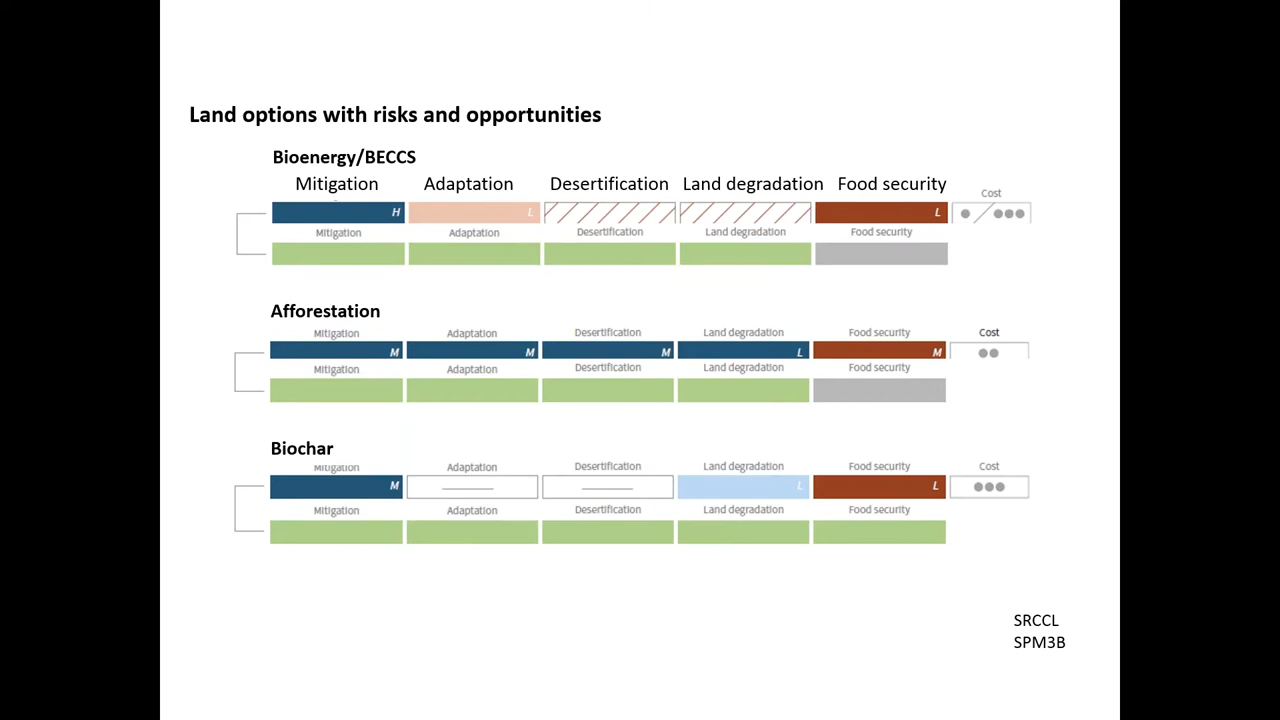 Land options with risks and opportunities
Bioenergy/BECCS
Mitigation Adaptation Desertification Land degradation Food security Cost
H L L
Mitigation Adaptation Desertification Land degradation Food security
Afforestation
Mitigation Adaptation Desertification Land degradation Food security Cost
M M M L M
Mitigation Adaptation Desertification Land degradation Food security
Biochar
Mitigation Adaptation Desertification Land degradation Food security Cost
M L L
Mitigation Adaptation Desertification Land degradation Food security
SRCCL
SPM3B